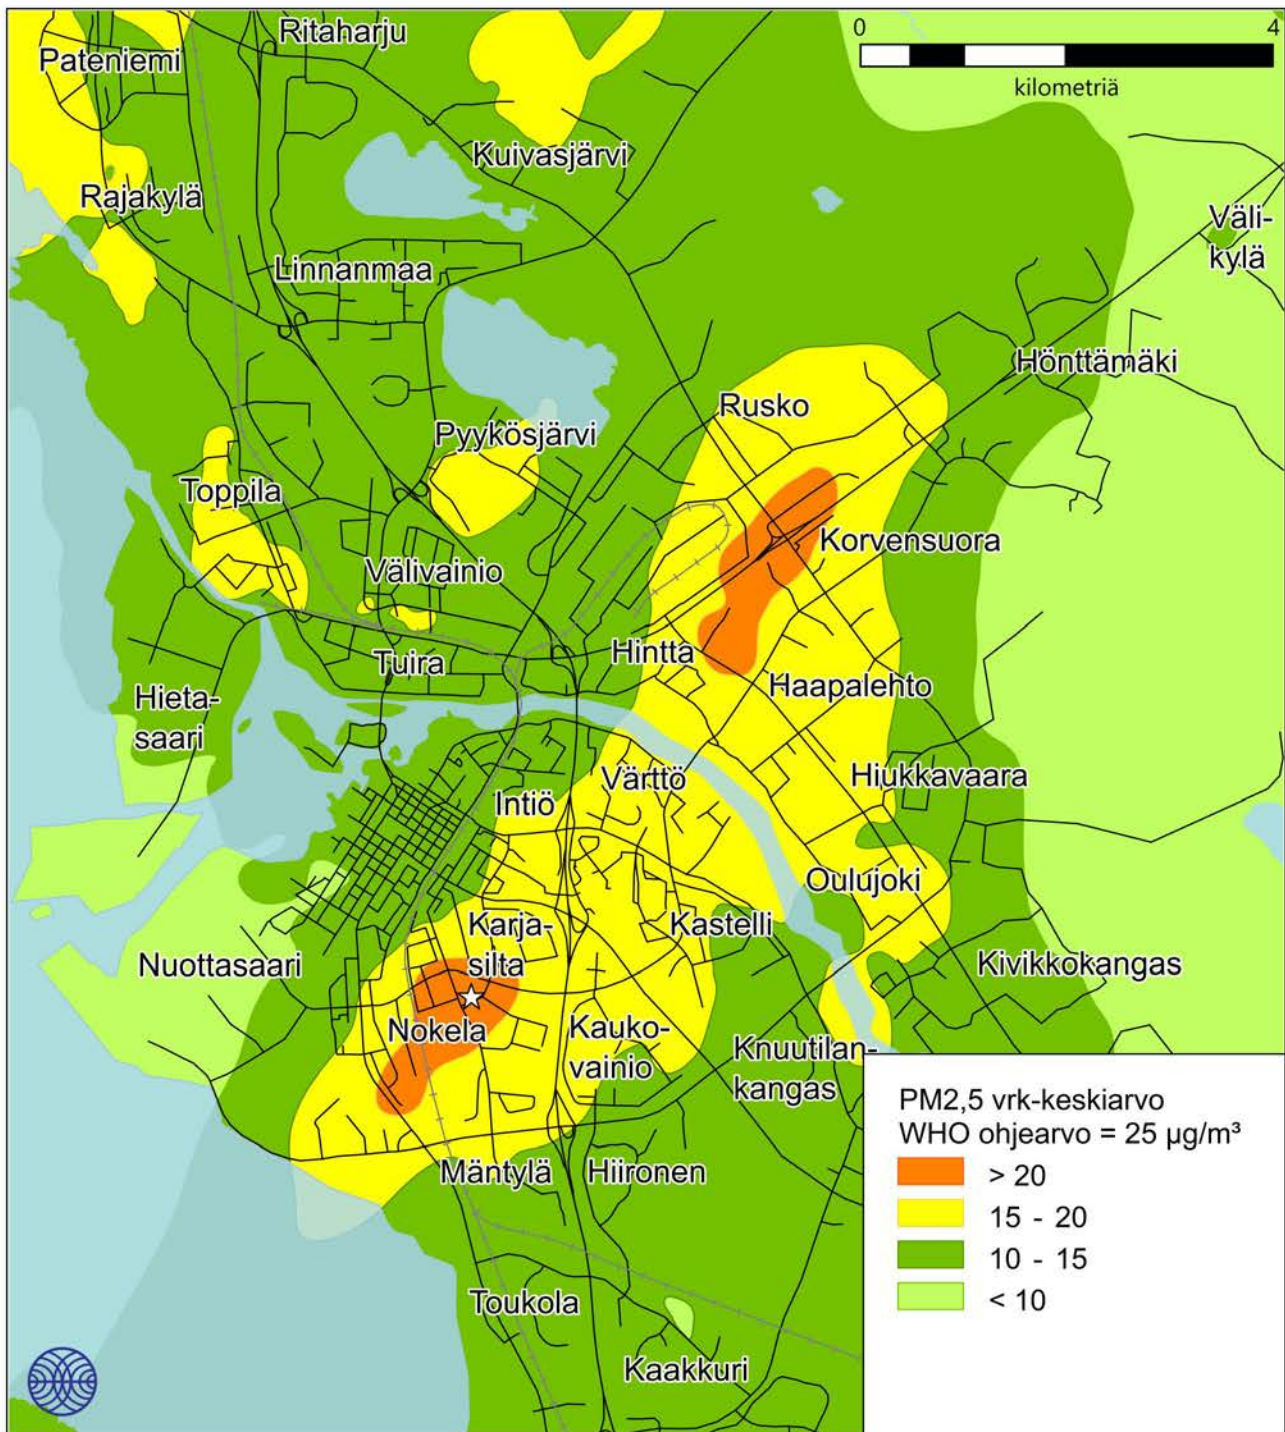 0 4
kilometriä
Ritaharju
Pateniemi
Kuivasjärvi
Rajakylä
Väli-
kylä
Linnanmaa
Hönttämäki
Rusko
Pyykösjärvi
Toppila
Korvensuora
Välivainio
Hintta
Tuira
Haapalehto
Hieta-
saari
Värttö
Hiukkavaara
Intiö
Oulujoki
Karja-
silta
Kastelli
Nuottasaari
Kivikkokangas
Nokela
Kauko-
vainio
Knuutilan-
kangas
Mäntylä
Hiironen
Toukola
Kaakkuri
PM2,5 vrk-keskiarvo
WHO ohjearvo = 25 µg/m³
> 20
15 - 20
10 - 15
< 10